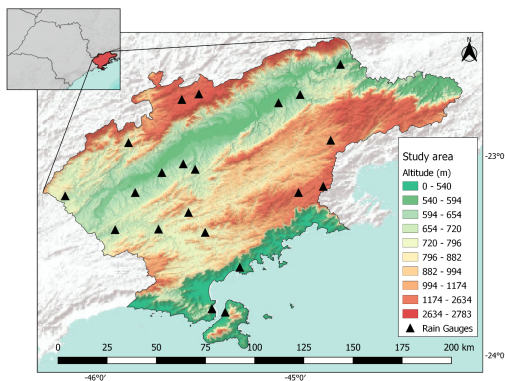 N
Study area
Altitude (m)
0 - 540
540 - 594
594 - 654
654 - 720
720 - 796
796 - 882
882 - 994
994 - 1174
1174 - 2634
2634 - 2783
Rain Gauges
-23°0'
-24°0'
0 25 50 75 100 125 150 175 200 km
-46°0' -45°0'